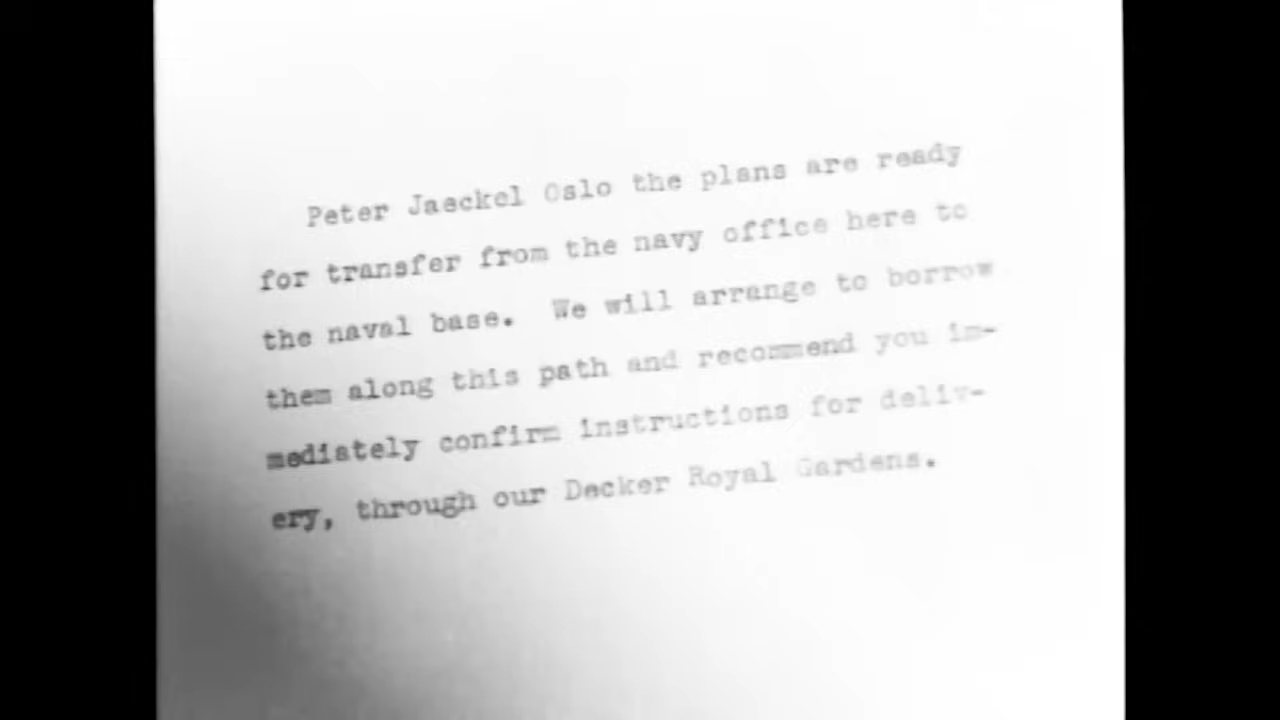 Peter Jaeckel Oslo the plans are ready
for transfer from the navy office here to
the naval base. We will arrange to borrow
them along this path and recommend you im-
mediately confirm instructions for deliv-
ery, through our Decker Royal Gardens.